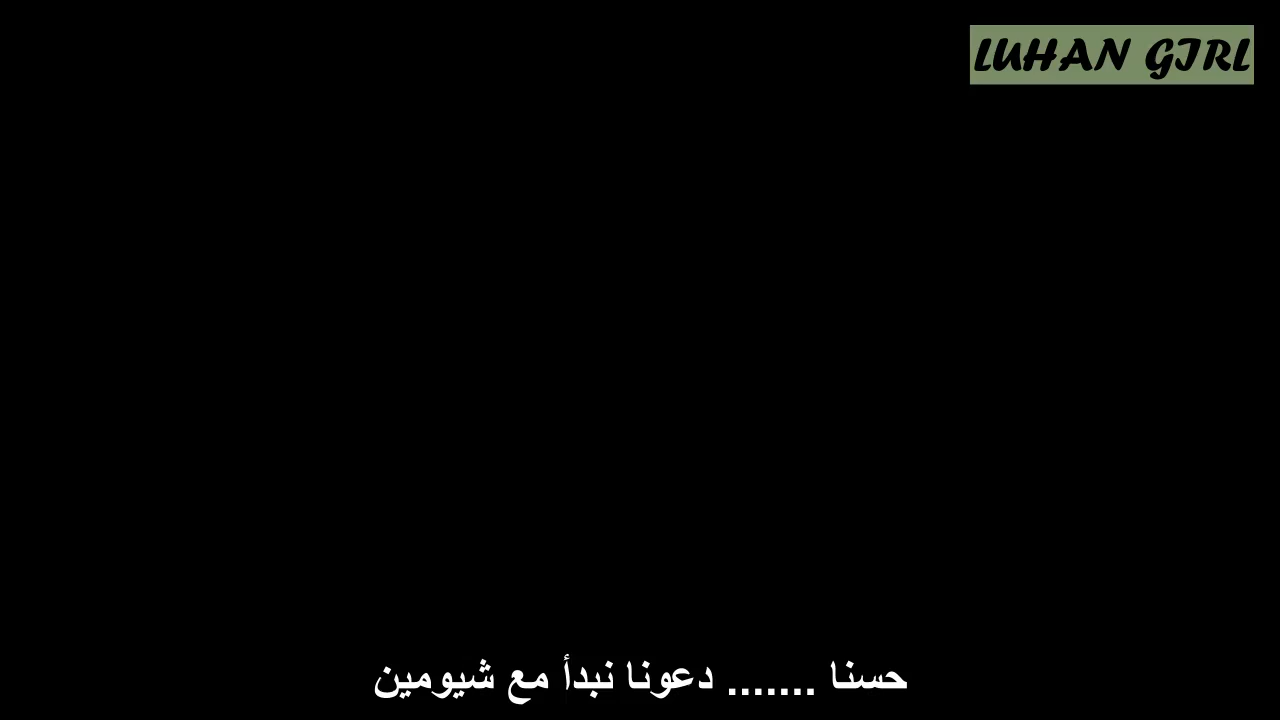 LUHAN GIRL
حسنا ....... دعونا نبدأ مع شيومين